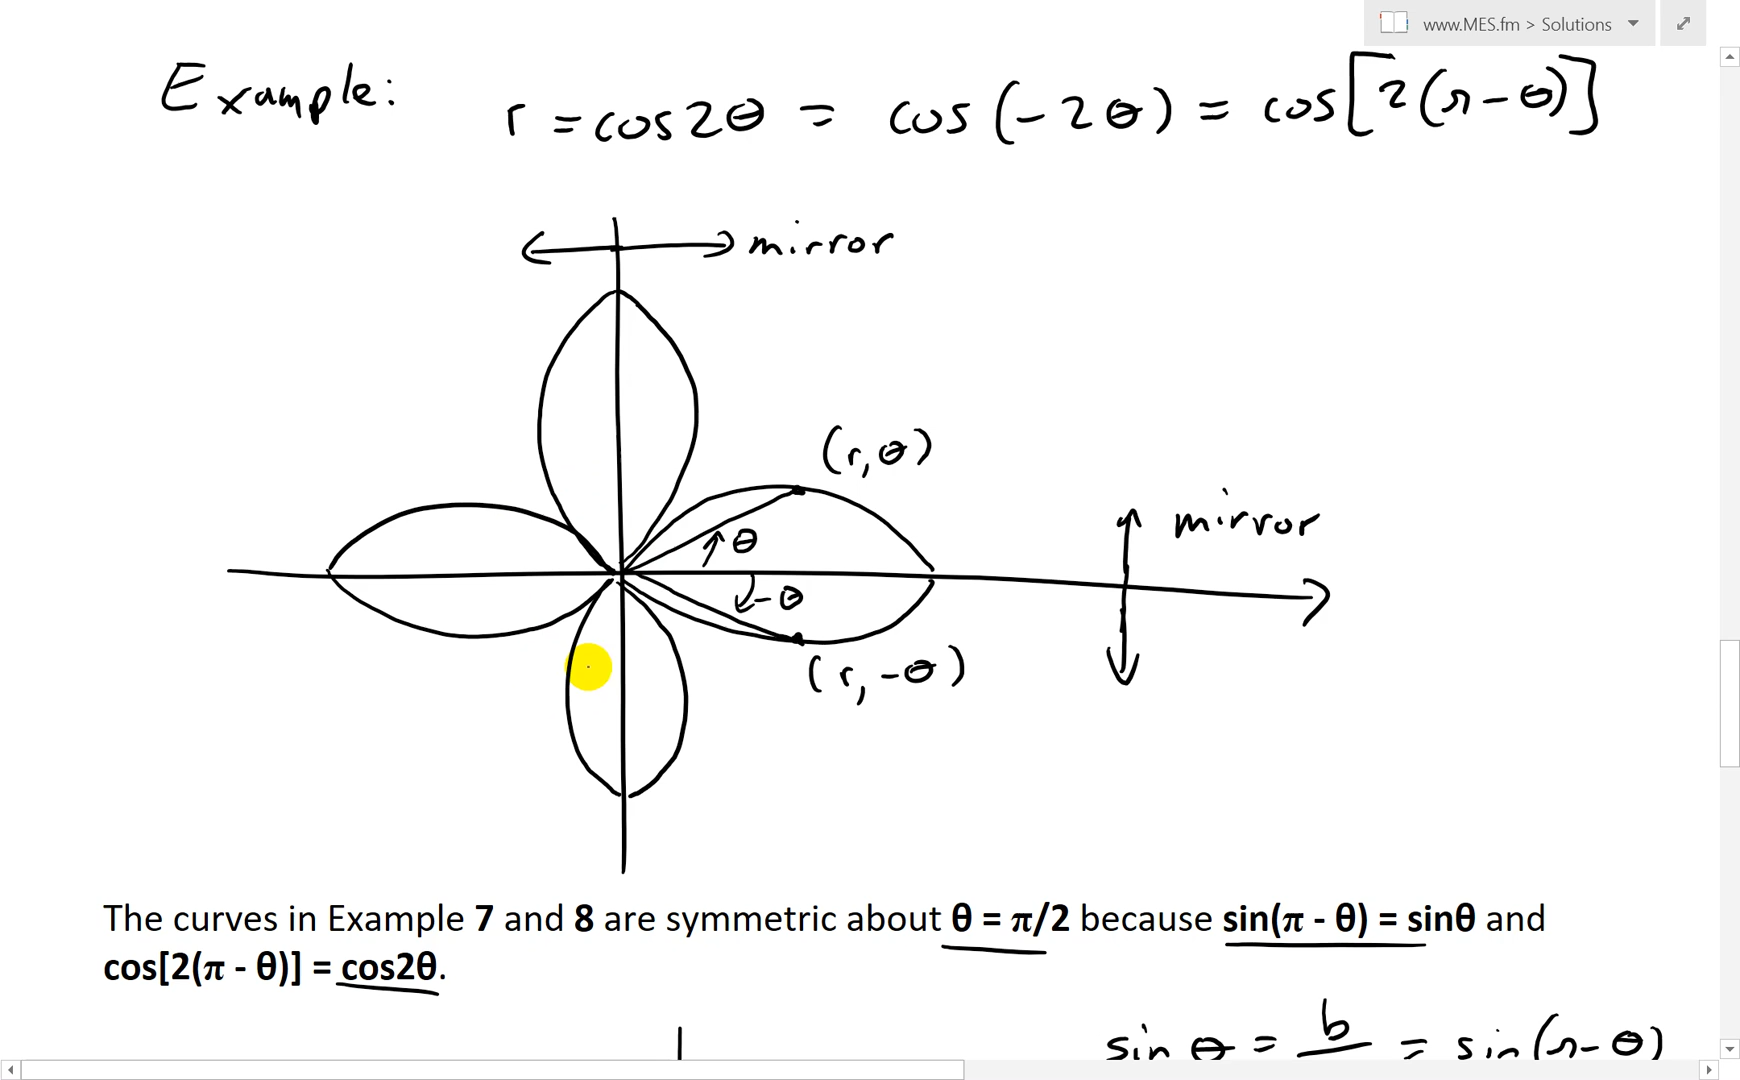 www.MES.fm > Solutions
Example: r = cos2θ = cos(-2θ) = cos[2(π-θ)]
mirror
(r,θ)
mirror
θ
-θ
(r,-θ)
The curves in Example 7 and 8 are symmetric about θ = π/2 because sin(π - θ) = sinθ and
cos[2(π - θ)] = cos2θ.
sin θ = b = sin(π-θ)